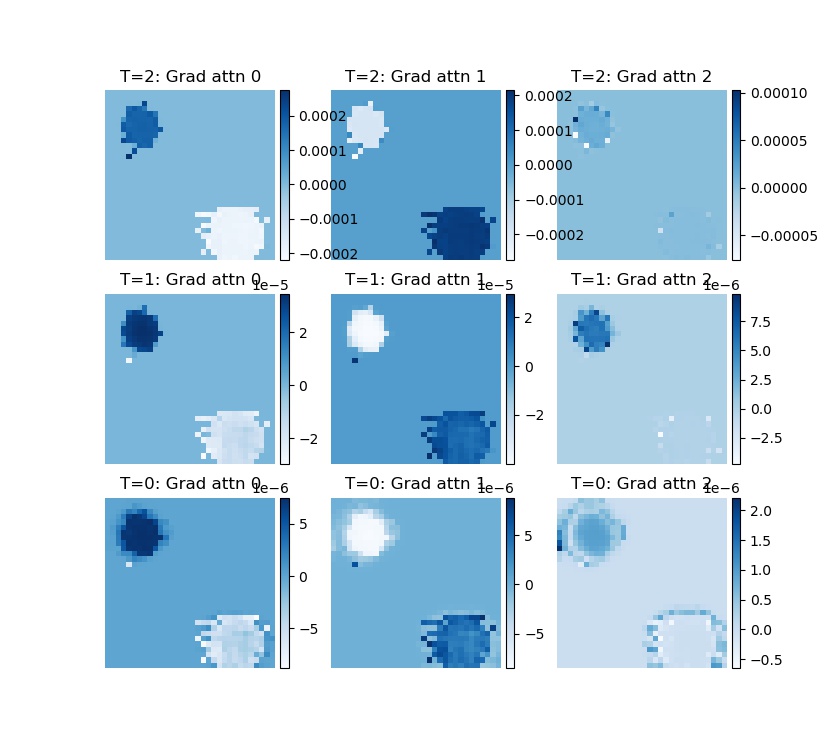 T=2: Grad attn 0
0.0002
0.0001
0.0000
−0.0001
−0.0002
T=2: Grad attn 1
0.0002
0.0001
0.0000
−0.0001
−0.0002
T=2: Grad attn 2
0.00010
0.00005
0.00000
−0.00005
T=1: Grad attn 0
1e−5
2
0
−2
T=1: Grad attn 1
1e−5
2
0
−2
T=1: Grad attn 2
1e−6
7.5
5.0
2.5
0.0
−2.5
T=0: Grad attn 0
1e−6
5
0
−5
T=0: Grad attn 1
1e−6
5
0
−5
T=0: Grad attn 2
1e−6
2.0
1.5
1.0
0.5
0.0
−0.5